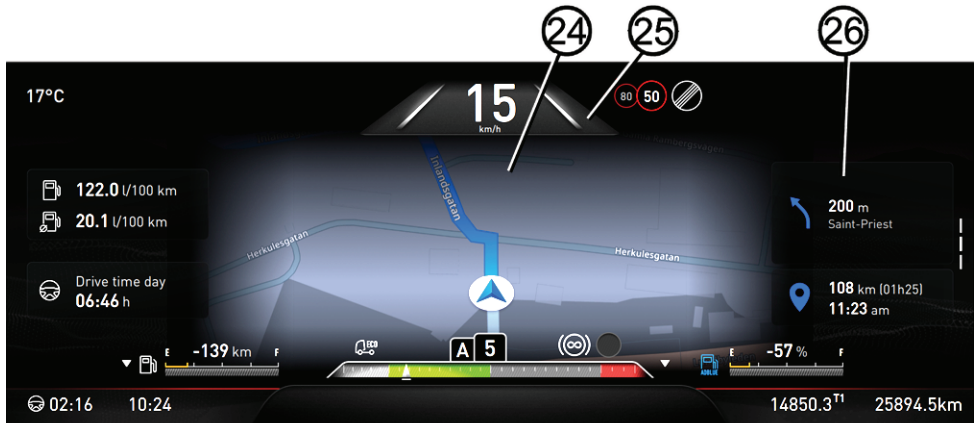 24 25 26
17°C
15
km/h
80 50
122.0 l/100 km
20.1 l/100 km
Drive time day
06:46 h
Inlandsgatan
Herkulesgatan
Herkulesgatan
200 m
Saint-Priest
108 km (01h25)
11:23 am
ECO
A 5
E -139 km F
ADBLUE
E -57 % F
02:16 10:24
14850.3T1 25894.5km